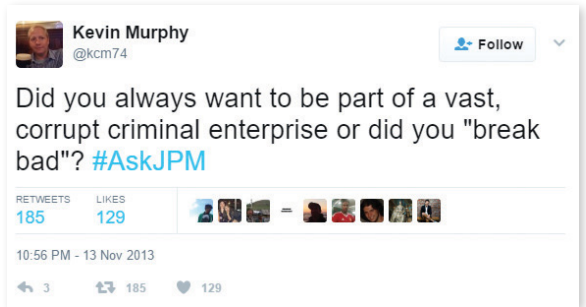 Kevin Murphy
@kcm74
Follow
Did you always want to be part of a vast,
corrupt criminal enterprise or did you "break
bad"? #AskJPM
RETWEETS LIKES
185 129
10:56 PM - 13 Nov 2013
3 185 129